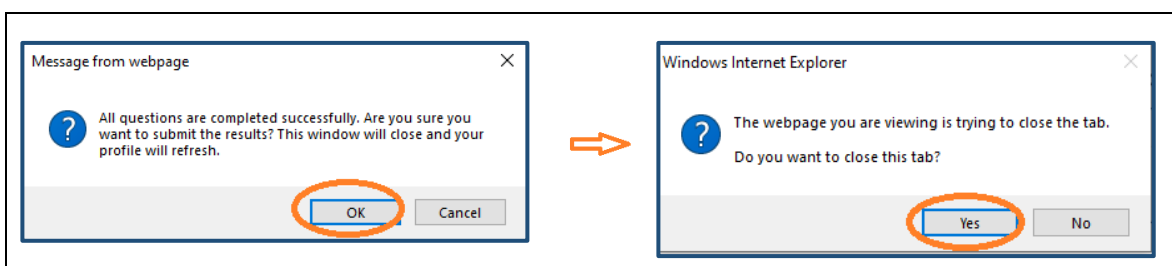 Message from webpage
All questions are completed successfully. Are you sure you
want to submit the results? This window will close and your
profile will refresh.
OK
Cancel
Windows Internet Explorer
The webpage you are viewing is trying to close the tab.
Do you want to close this tab?
Yes
No